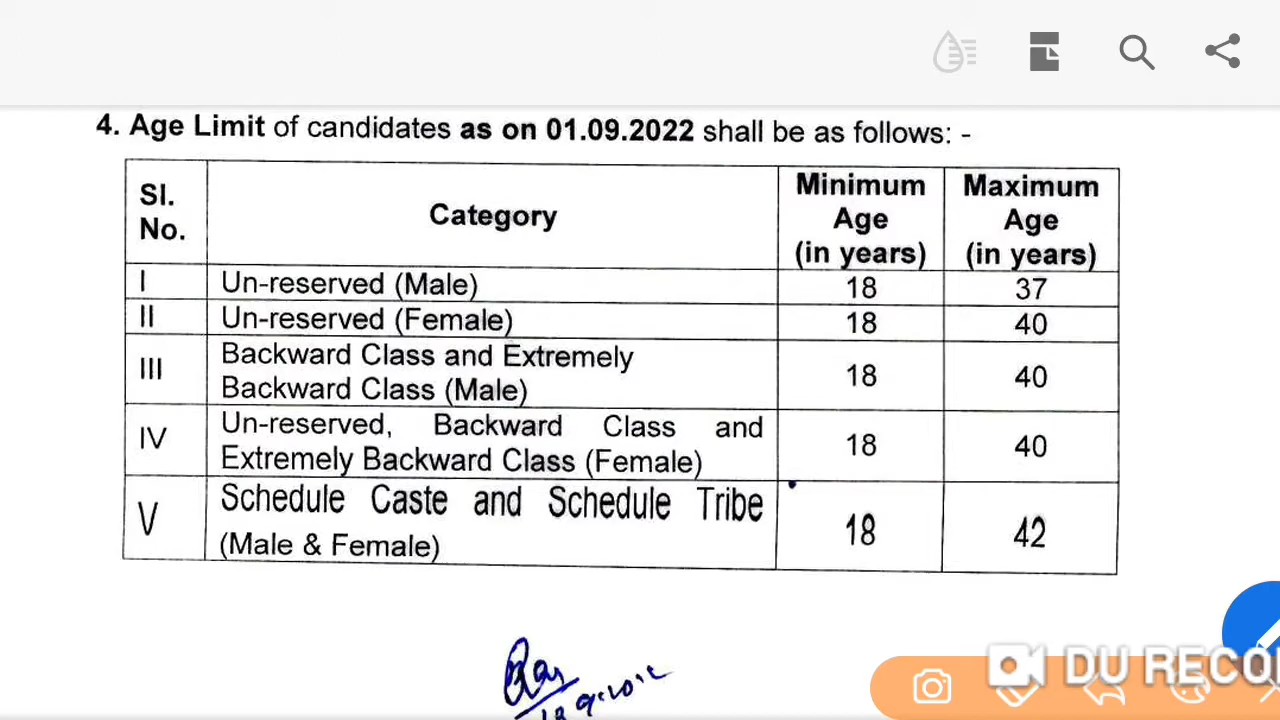 4. Age Limit of candidates as on 01.09.2022 shall be as follows: -
Sl. No. Category Minimum Age (in years) Maximum Age (in years)
I Un-reserved (Male) 18 37
II Un-reserved (Female) 18 40
III Backward Class and Extremely Backward Class (Male) 18 40
IV Un-reserved, Backward Class and Extremely Backward Class (Female) 18 40
V Schedule Caste and Schedule Tribe (Male & Female) 18 42
DU RECO